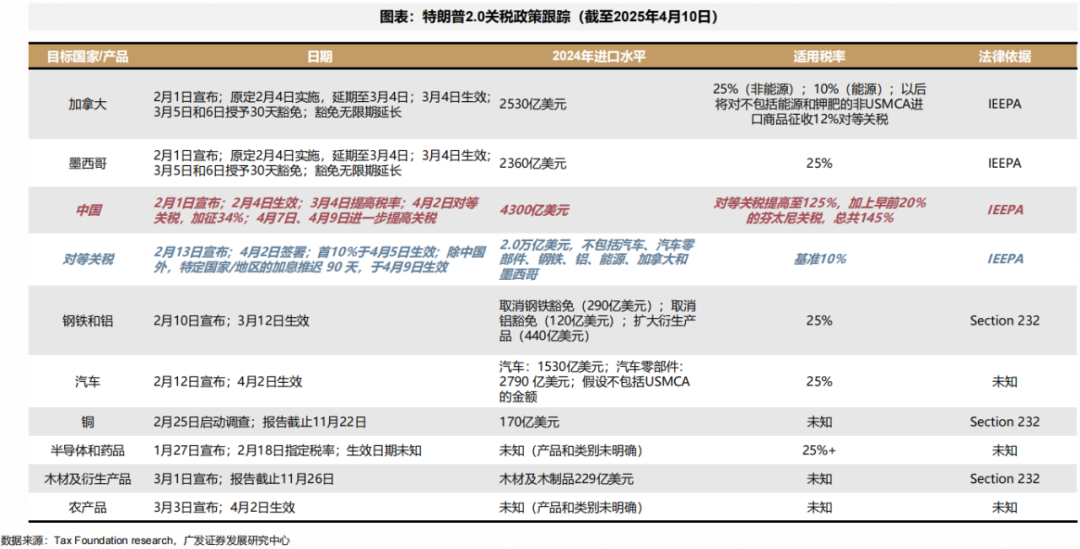 图表：特朗普2.0关税政策跟踪（截至2025年4月10日）
目标国家/产品 日期 2024年进口水平 适用税率 法律依据
加拿大
2月1日宣布；原定2月4日实施，延期至3月4日；3月4日生效；
3月5日和6日授予30天豁免；豁免无限期延长
2530亿美元
25%（非能源）；10%（能源）；以后
将对不包括能源和钾肥的非USMCA进
口商品征收12%对等关税
IEEPA
墨西哥
2月1日宣布；原定2月4日实施，延期至3月4日；3月4日生效；
3月5日和6日授予30天豁免；豁免无限期延长
2360亿美元
25%
IEEPA
中国
2月1日宣布；2月4日生效；3月4日提高税率；4月2日对等
关税，加征34%；4月7日、4月9日进一步提高关税
4300亿美元
对等关税提高至125%，加上早前20%
的芬太尼关税，总共145%
IEEPA
对等关税
2月13日宣布；4月2日签署；首10%于4月5日生效；除中国
外，特定国家/地区的加息推迟 90 天，于4月9日生效
2.0万亿美元，不包括汽车、汽车零
部件、钢铁、铝、能源、加拿大和
墨西哥
基准10%
IEEPA
钢铁和铝
2月10日宣布；3月12日生效
取消钢铁豁免（290亿美元）；取消
铝豁免（120亿美元）；扩大衍生产
品（440亿美元）
25%
Section 232
汽车
2月12日宣布；4月2日生效
汽车：1530亿美元；汽车零部件：
2790 亿美元；假设不包括USMCA
的金额
25%
未知
铜
2月25日启动调查；报告截止11月22日
170亿美元
未知
Section 232
半导体和药品
1月27日宣布；2月18日指定税率；生效日期未知
未知（产品和类别未明确）
25%+
未知
木材及衍生产品
3月1日宣布；报告截止11月26日
木材及木制品229亿美元
未知
Section 232
农产品
3月3日宣布；4月2日生效
未知（产品和类别未明确）
未知
未知
数据来源：Tax Foundation research，广发证券发展研究中心